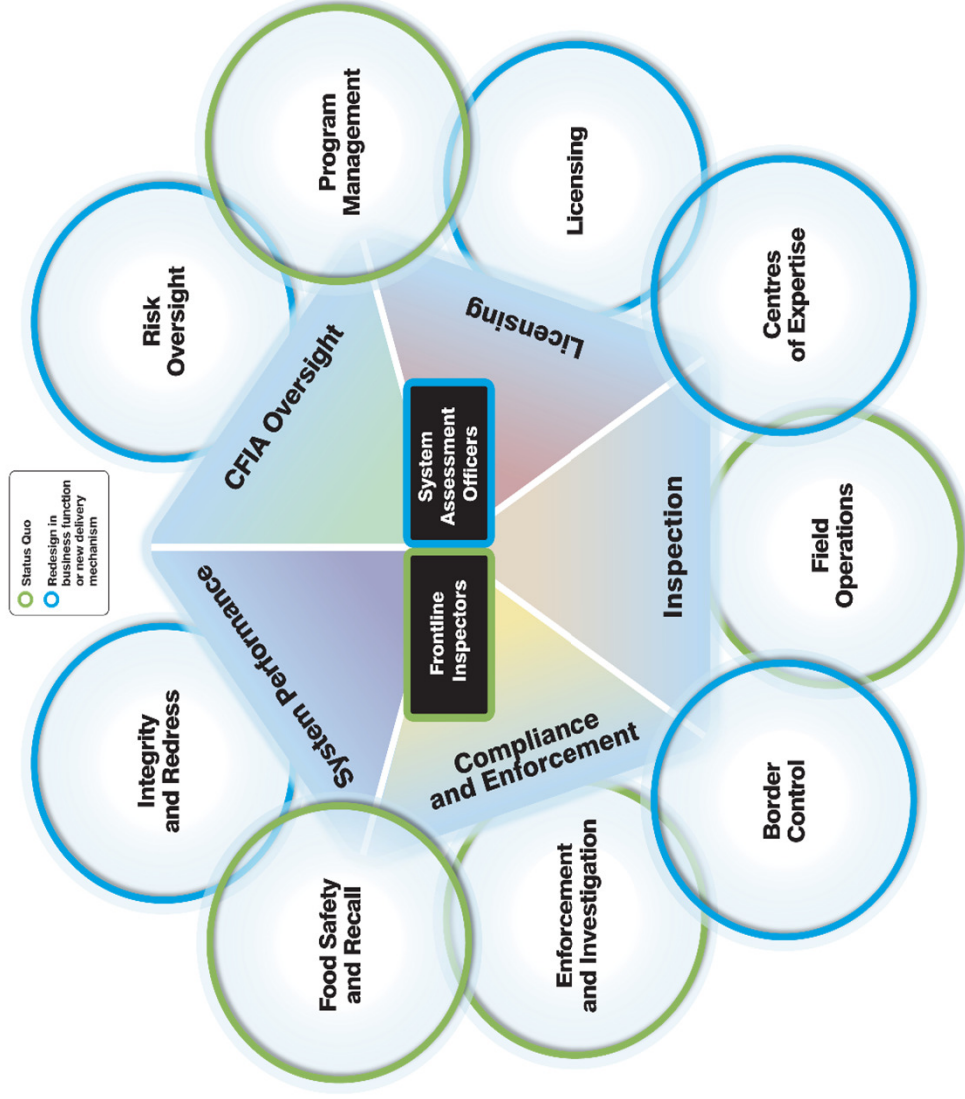 Status Quo
Redesign in
business function
or new delivery
mechanism
Integrity
and Redress
Risk
Oversight
Food Safety
and Recall
Program
Management
System Performance
CFIA Oversight
Frontline
Inspectors
System
Assessment
Officers
Compliance
and Enforcement
Licensing
Inspection
Enforcement
and Investigation
Licensing
Border
Control
Centres
of Expertise
Field
Operations